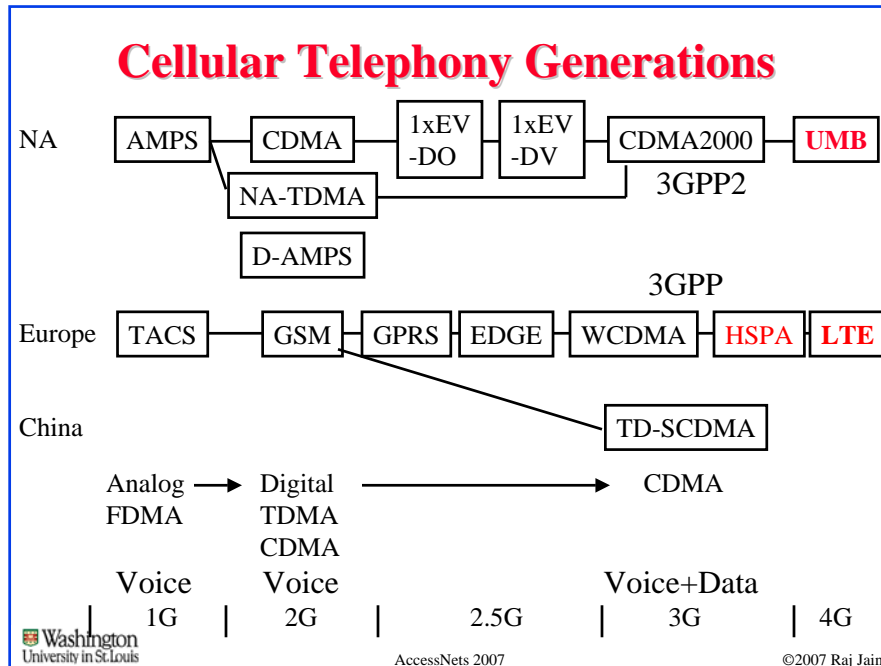 Cellular Telephony Generations
NA
AMPS
CDMA
1xEV
-DO
1xEV
-DV
CDMA2000
UMB
NA-TDMA
3GPP2
D-AMPS
3GPP
Europe
TACS
GSM
GPRS
EDGE
WCDMA
HSPA
LTE
China
TD-SCDMA
Analog
FDMA
Digital
TDMA
CDMA
CDMA
Voice
Voice
Voice+Data
1G
2G
2.5G
3G
4G
Washington
University in St.Louis
AccessNets 2007
©2007 Raj Jain